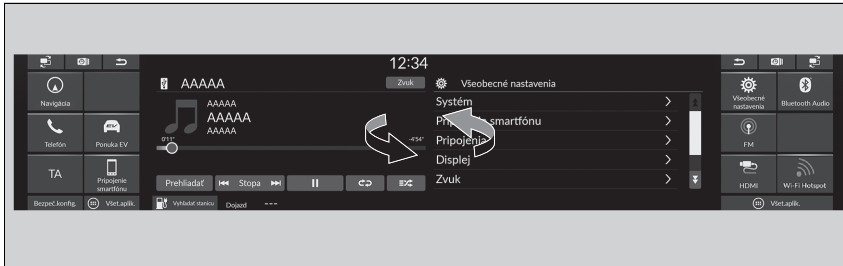 12:34
Navigácia
Telefón
Ponuka EV
TA
Pripojenie
smartfónu
Bezpeč.konfig.
Všet.aplik.
AAAAA
Zvuk
AAAAA
AAAAA
AAAAA
0'11"
-4'54"
Prehliadať
Stopa
Vyhľadať stanicu
Dojazd ---
Všeobecné nastavenia
Systém
smartfónu
Pripojenia
Displej
Zvuk
Všeobecné
nastavenia
Bluetooth Audio
FM
HDMI
Wi-Fi Hotspot
Všet.aplik.